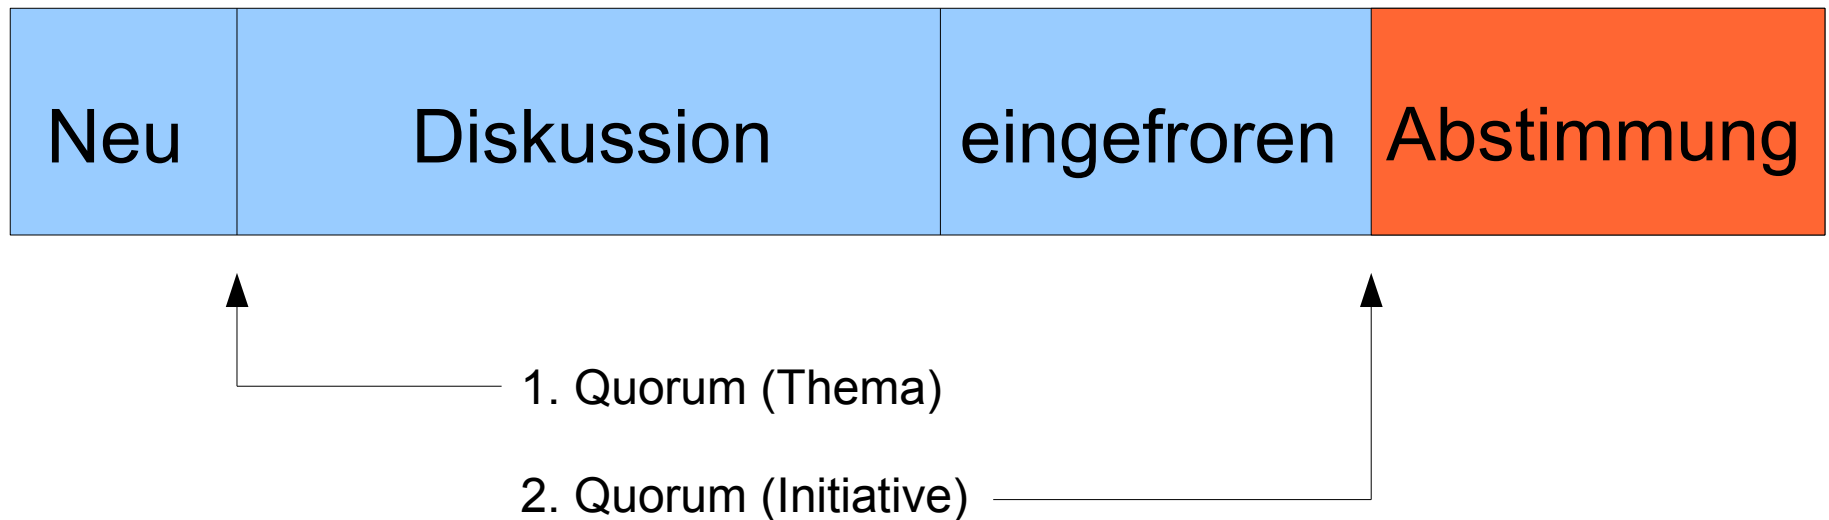 Neu Diskussion eingefroren Abstimmung
1. Quorum (Thema)
2. Quorum (Initiative)